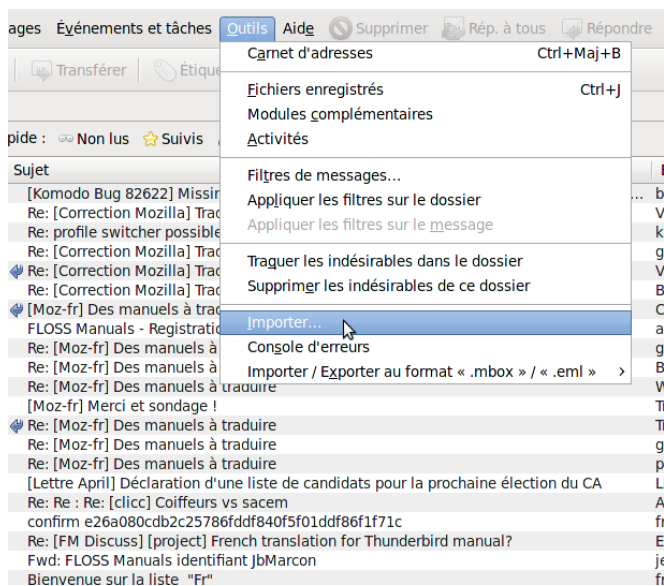 ages Événements et tâches Outils Aide Supprimer Rép. à tous Répondre
Transférer Étique
Carnet d'adresses Ctrl+Maj+B
Fichiers enregistrés Ctrl+J
Modules complémentaires
Activités
Filtres de messages...
Appliquer les filtres sur le dossier
Appliquer les filtres sur le message
Traquer les indésirables dans le dossier
Supprimer les indésirables de ce dossier
Importer...
Console d'erreurs
Importer / Exporter au format « .mbox » / « .eml »
pide : Non lus Suivis
Sujet
[Komodo Bug 82622] Missir ... b
Re: [Correction Mozilla] Trad V
Re: profile switcher possible k
Re: [Correction Mozilla] Trad g
Re: [Correction Mozilla] Trad V
Re: [Correction Mozilla] Trad B
[Moz-fr] Des manuels à trad C
FLOSS Manuals - Registratio a
Re: [Moz-fr] Des manuels à g
Re: [Moz-fr] Des manuels à B
Re: [Moz-fr] Des manuels à traduire W
[Moz-fr] Merci et sondage ! Ti
Re: [Moz-fr] Des manuels à traduire Ti
Re: [Moz-fr] Des manuels à traduire g
Re: [Moz-fr] Des manuels à traduire p
[Lettre April] Déclaration d'une liste de candidats pour la prochaine élection du CA L
Re: Re : Re: [clicc] Coiffeurs vs sacem A
confirm e26a080cdb2c25786fddf840f5f01ddf86f1f71c fr
Re: [FM Discuss] [project] French translation for Thunderbird manual? E
Fwd: FLOSS Manuals identifiant JbMarcon je
Bienvenue sur la liste "Fr" fr